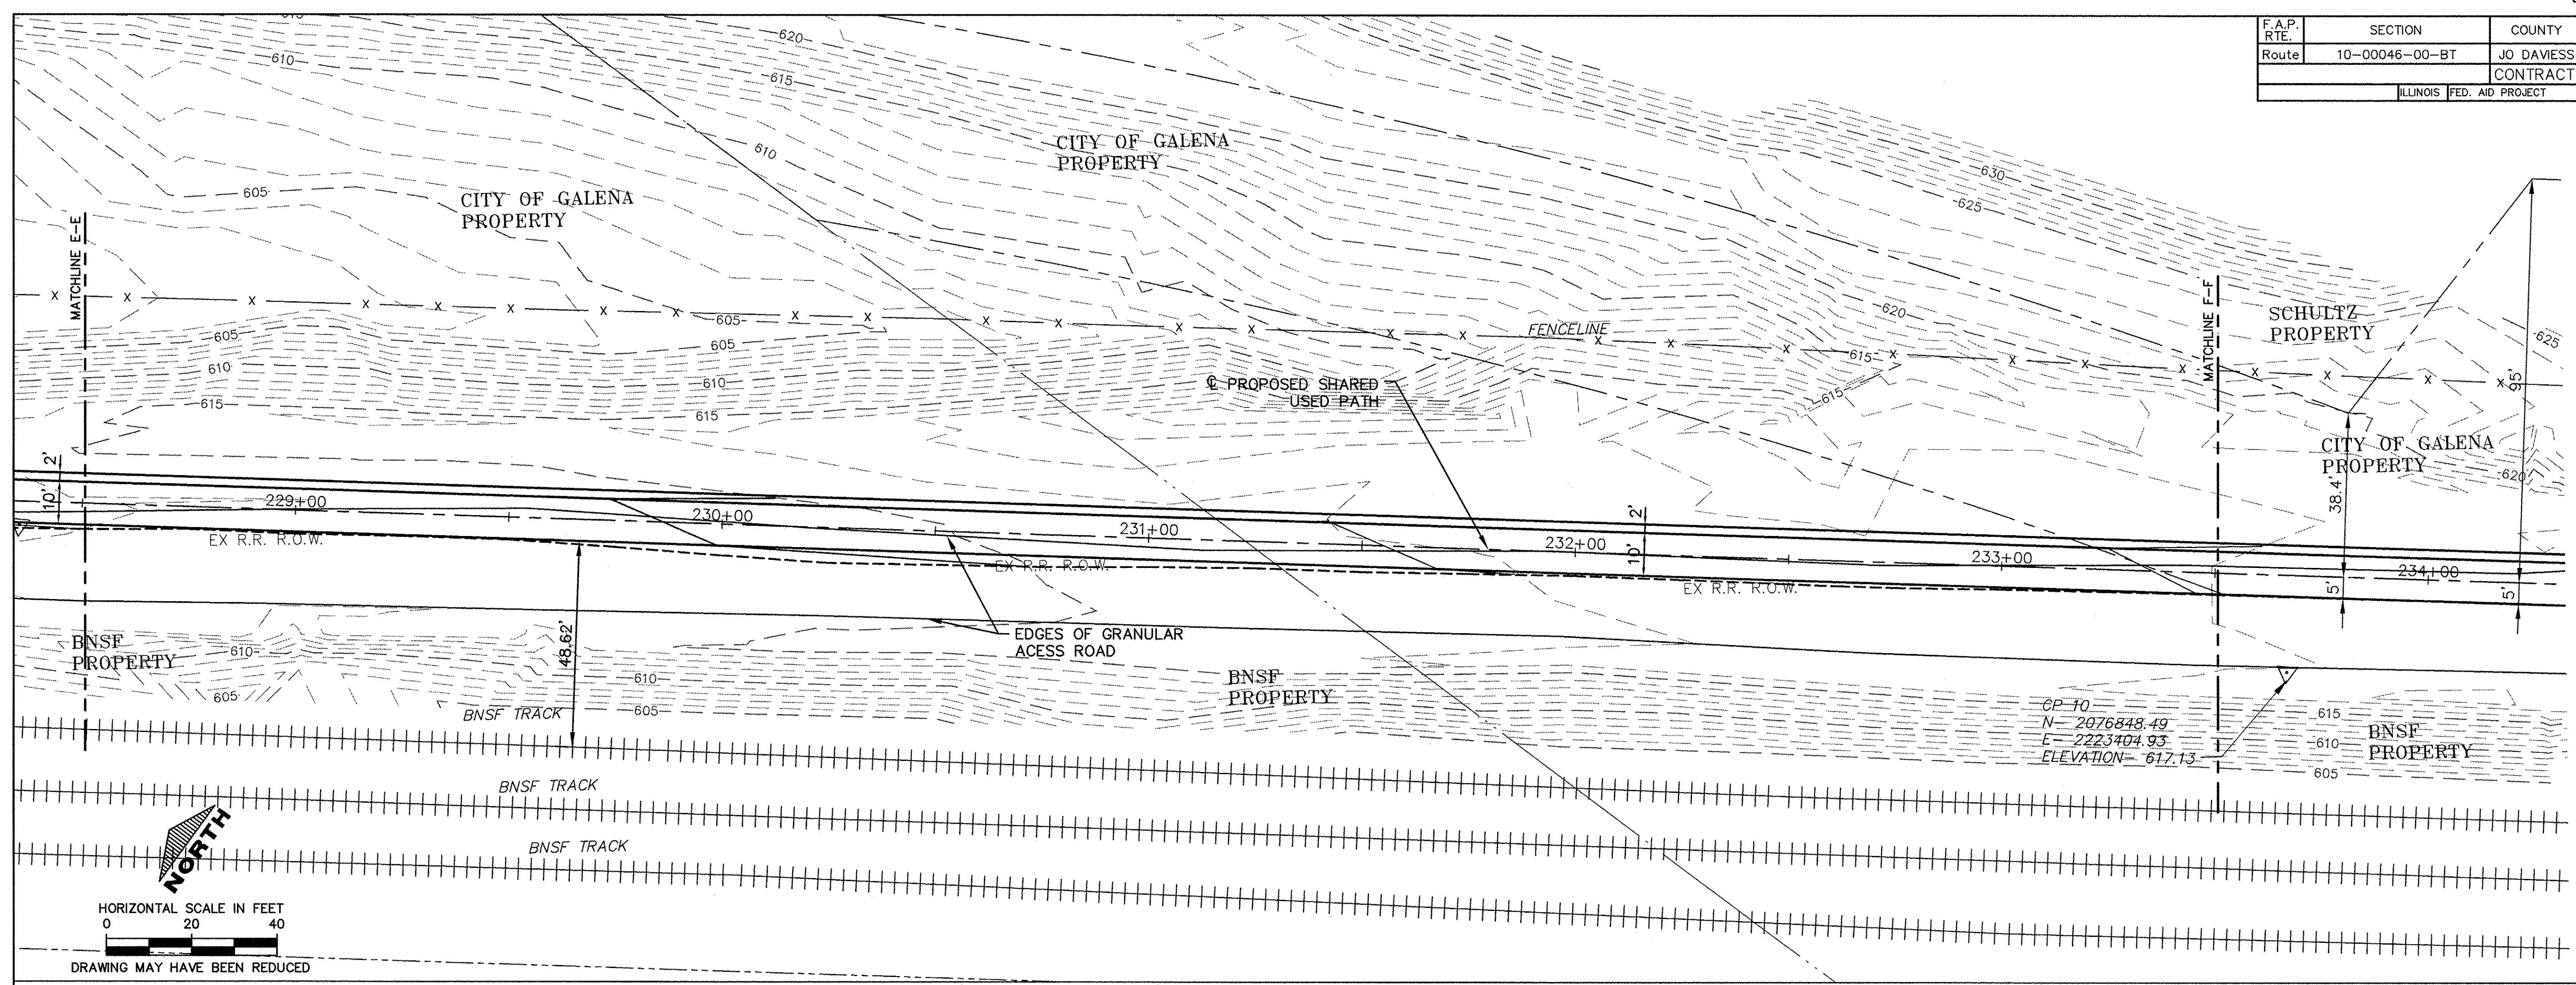 F.A.P. RTE.
SECTION
COUNTY
Route
10-00046-00-BT
JO DAVIESS
CONTRACT
ILLINOIS
FED. AID PROJECT
620
615
610
610
605
CITY OF GALENA
PROPERTY
CITY OF GALENA
PROPERTY
630
625
MATCHLINE E-E
MATCHLINE F-F
X X X X X X X X X X X X X X X X X X X X X X X X
605
605
605
610
610
615
615
FENCELINE
620
615
615
SCHULTZ
PROPERTY
625
95'
℄ PROPOSED SHARED
USED PATH
CITY OF GALENA
PROPERTY
620
38.4'
2'
10'
229+00
230+00
231+00
232+00
233+00
234+00
2'
10'
5'
5'
EX R.R. R.O.W.
EX R.R. R.O.W.
EX R.R. R.O.W.
48.62'
EDGES OF GRANULAR
ACESS ROAD
BNSF
PROPERTY
610
605
610
605
BNSF
PROPERTY
CP 10
N- 2076848.49
E- 2223404.93
ELEVATION- 617.13
615
610
605
BNSF
PROPERTY
BNSF TRACK
BNSF TRACK
BNSF TRACK
NORTH
HORIZONTAL SCALE IN FEET
0 20 40
DRAWING MAY HAVE BEEN REDUCED